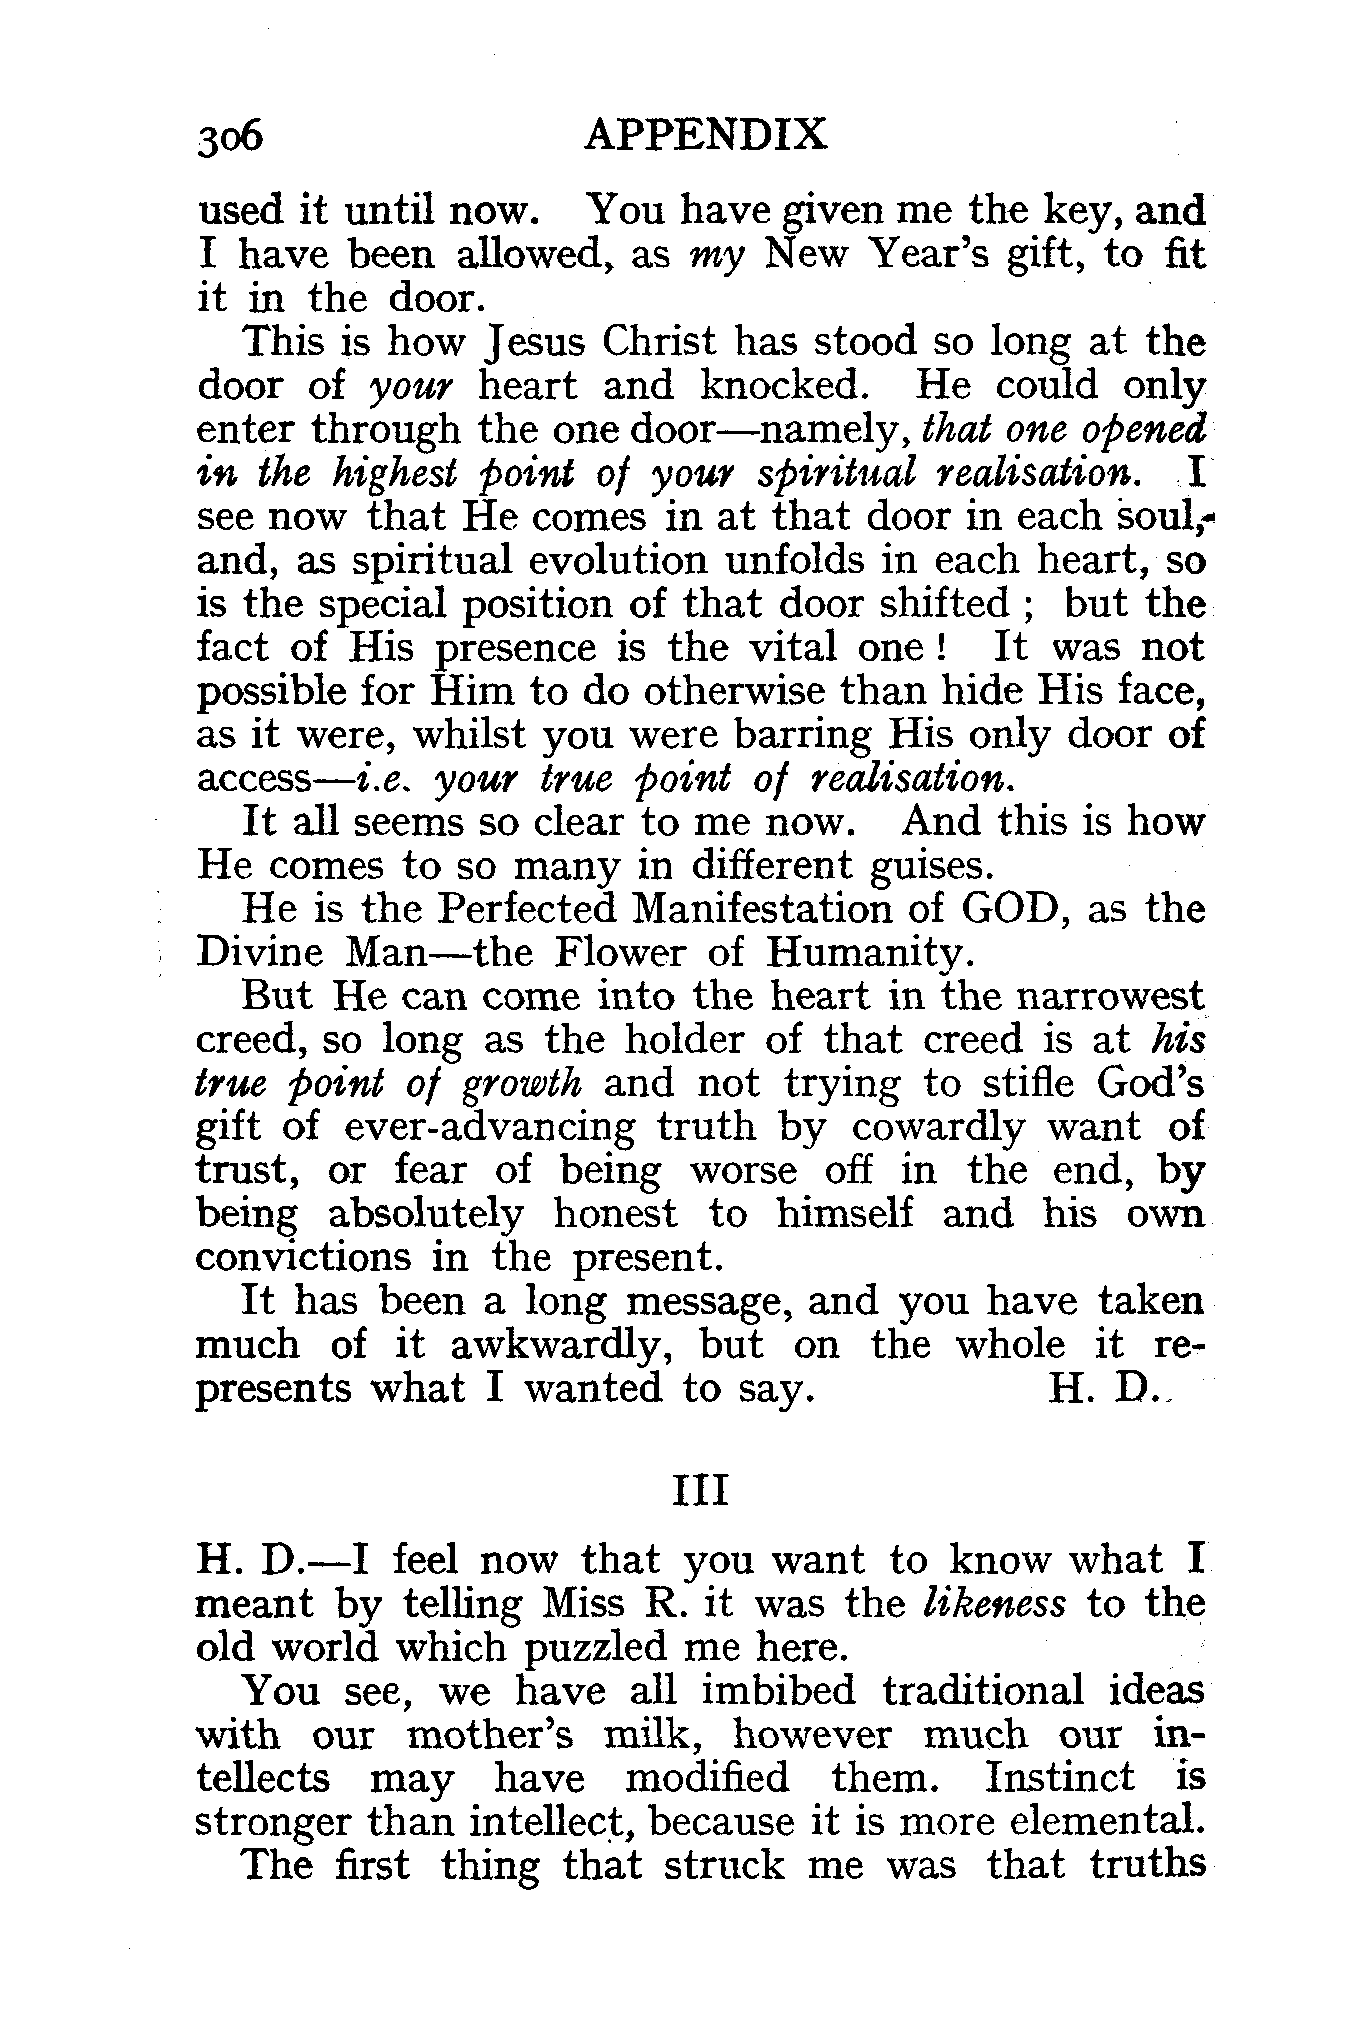 306 APPENDIX
used it until now. You have given me the key, and
I have been allowed, as my New Year's gift, to fit
it in the door.
This is how Jesus Christ has stood so long at the
door of your heart and knocked. He could only
enter through the one door—namely, that one opened
in the highest point of your spiritual realisation. I
see now that He comes in at that door in each soul,
and, as spiritual evolution unfolds in each heart, so
is the special position of that door shifted ; but the
fact of His presence is the vital one ! It was not
possible for Him to do otherwise than hide His face,
as it were, whilst you were barring His only door of
access—i.e. your true point of realisation.
It all seems so clear to me now. And this is how
He comes to so many in different guises.
He is the Perfected Manifestation of GOD, as the
Divine Man—the Flower of Humanity.
But He can come into the heart in the narrowest
creed, so long as the holder of that creed is at his
true point of growth and not trying to stifle God's
gift of ever-advancing truth by cowardly want of
trust, or fear of being worse off in the end, by
being absolutely honest to himself and his own
convictions in the present.
It has been a long message, and you have taken
much of it awkwardly, but on the whole it re-
presents what I wanted to say. H. D.
III
H. D.—I feel now that you want to know what I
meant by telling Miss R. it was the likeness to the
old world which puzzled me here.
You see, we have all imbibed traditional ideas
with our mother's milk, however much our in-
tellects may have modified them. Instinct is
stronger than intellect, because it is more elemental.
The first thing that struck me was that truths